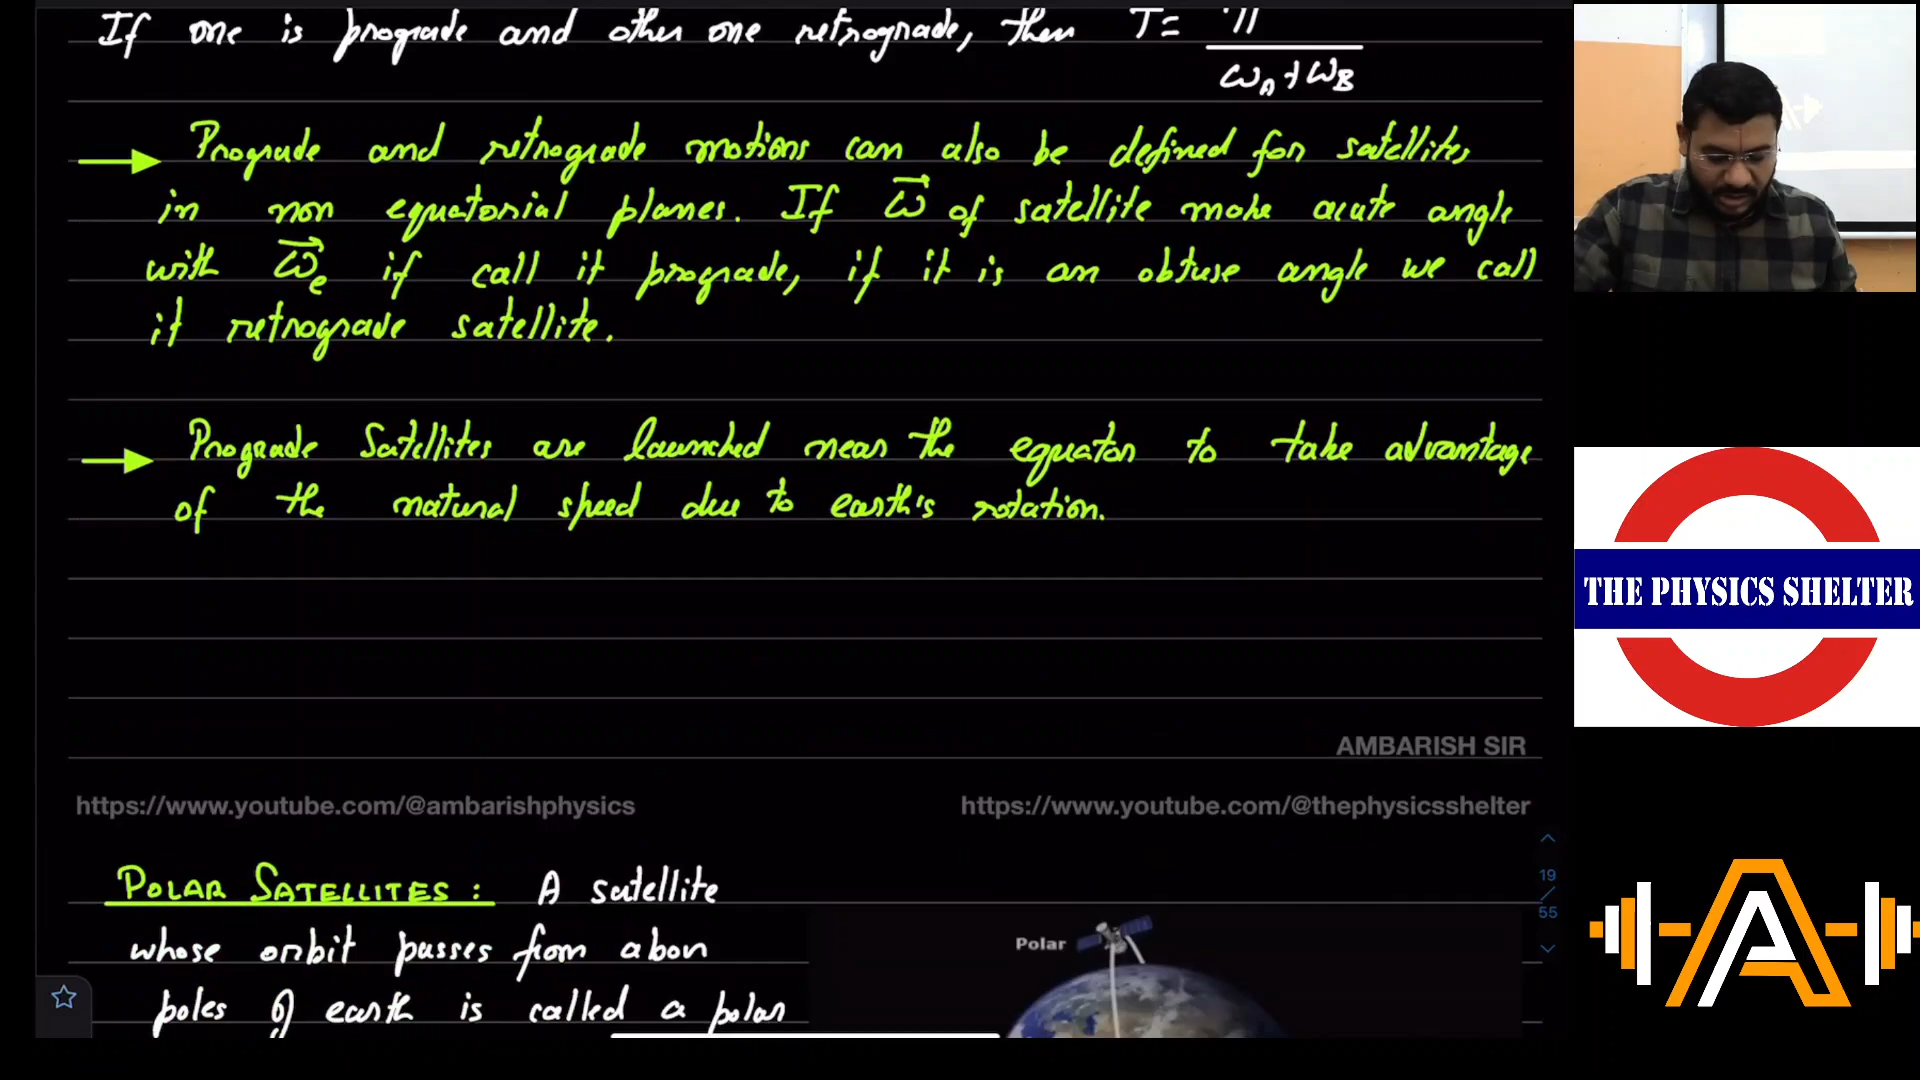 If one is prograde and other one retrograde, then T = π
ωA + ωB
→ Prograde and retrograde motions can also be defined for satellites
in non equatorial planes. If ω⃗ of satellite make acute angle
with ω⃗e if call it prograde, if it is an obtuse angle we call
it retrograde satellite.
→ Prograde Satellites are launched near the equator to take advantage
of the natural speed due to earth's rotation.
AMBARISH SIR
https://www.youtube.com/@ambarishphysics
https://www.youtube.com/@thephysicsshelter
POLAR SATELLITES : A satellite
whose orbit passes from above
poles of earth is called a polar
Polar
19
55
THE PHYSICS SHELTER
A